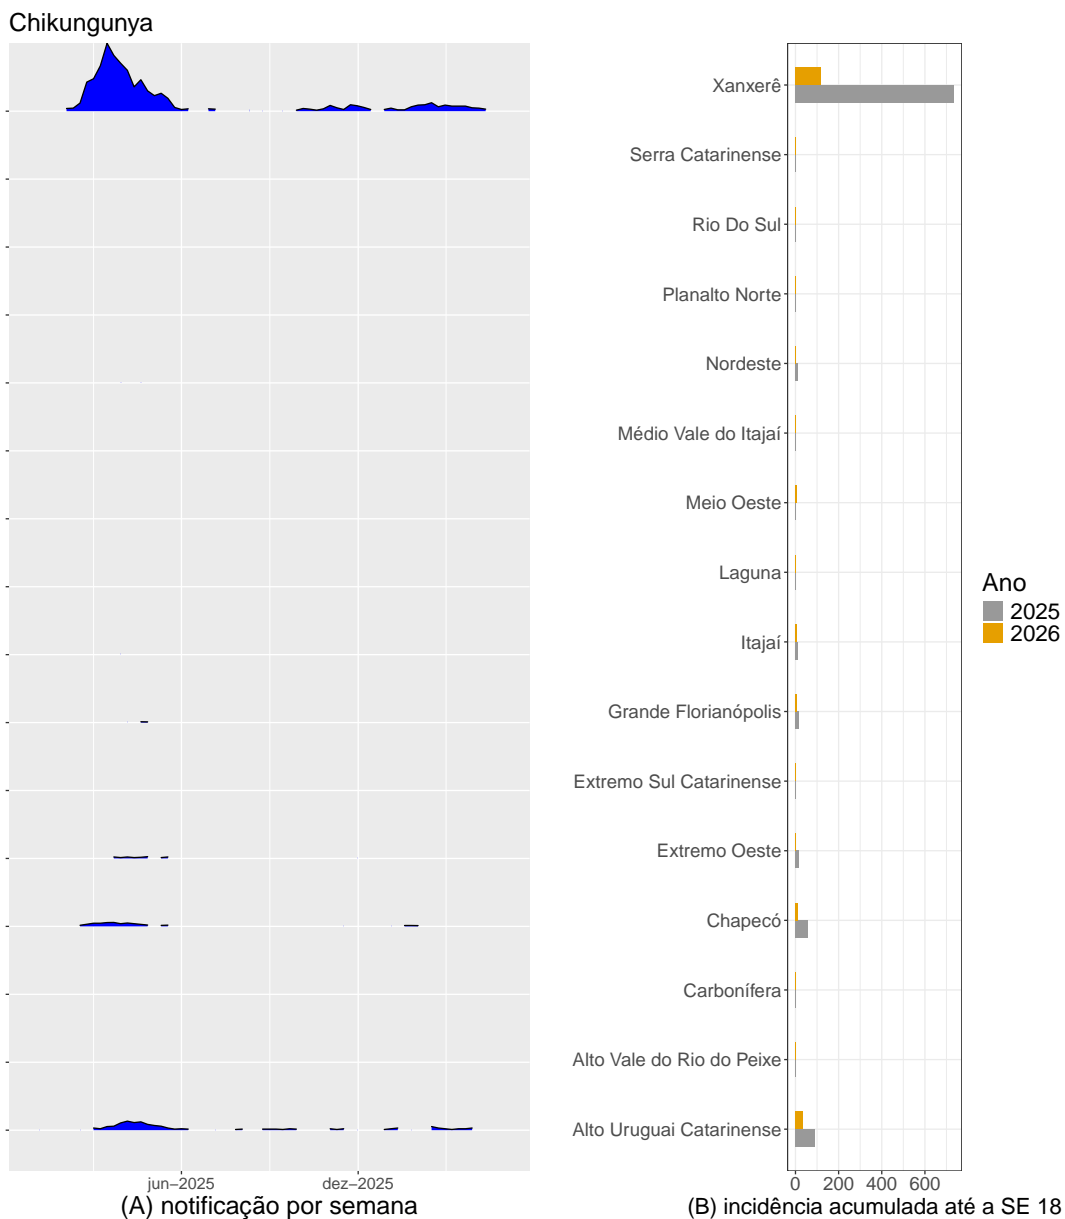 Chikungunya
Xanxerê
Serra Catarinense
Rio Do Sul
Planalto Norte
Nordeste
Médio Vale do Itajaí
Meio Oeste
Laguna
Itajaí
Grande Florianópolis
Extremo Sul Catarinense
Extremo Oeste
Chapecó
Carbonífera
Alto Vale do Rio do Peixe
Alto Uruguai Catarinense
Ano
2025
2026
jun–2025 dez–2025
(A) notificação por semana
0 200 400 600
(B) incidência acumulada até a SE 18